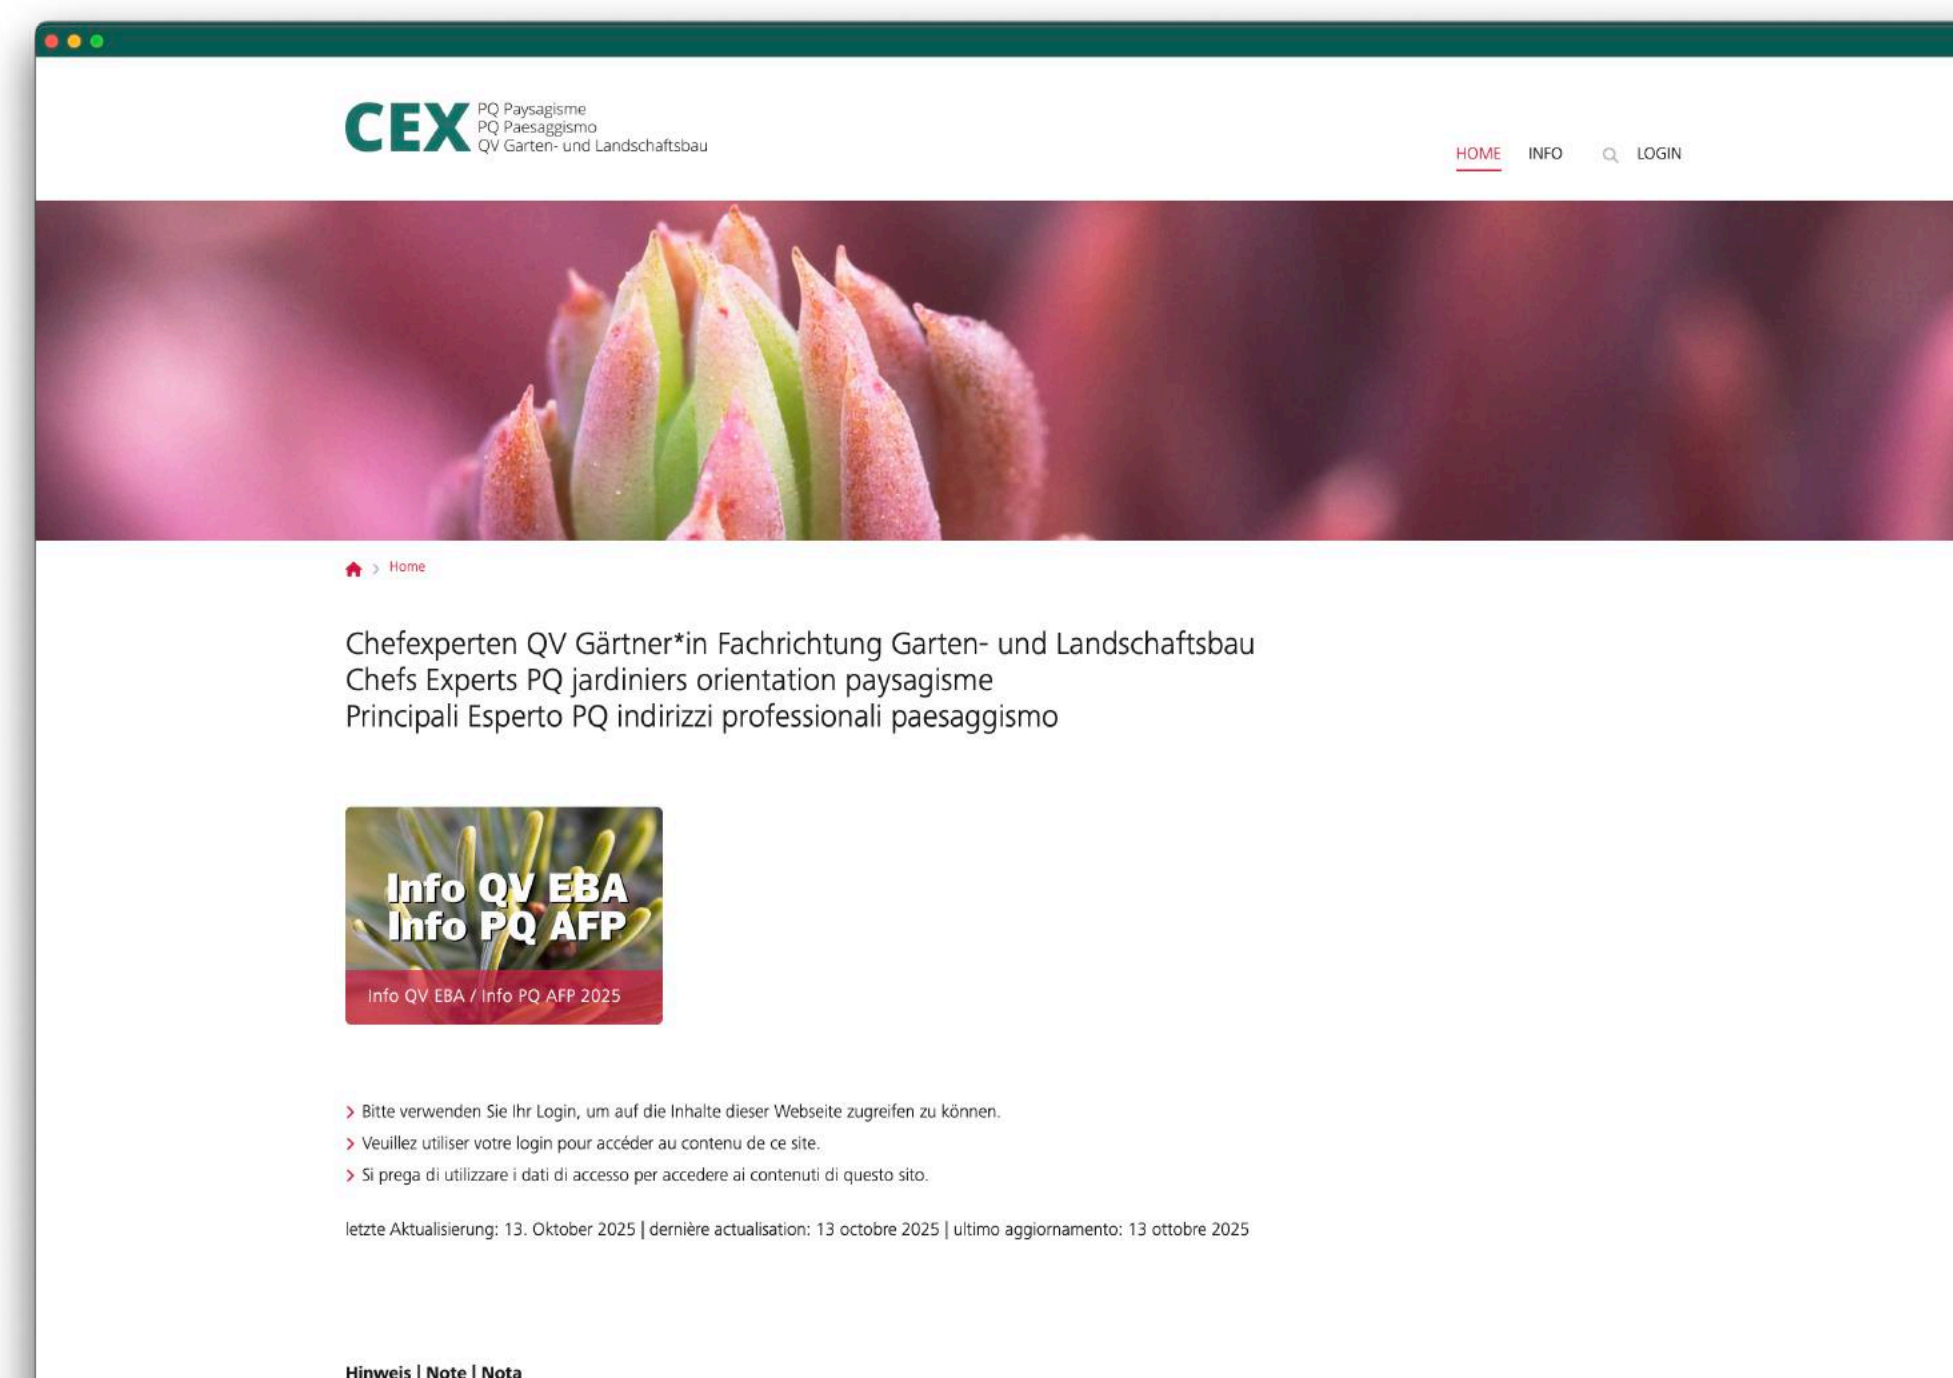 CEX
PQ Paysagisme
PQ Paesaggismo
QV Garten- und Landschaftsbau
HOME INFO LOGIN
Home
Chefexperten QV Gärtner*in Fachrichtung Garten- und Landschaftsbau
Chefs Experts PQ jardiniers orientation paysagisme
Principali Esperto PQ indirizzi professionali paesaggismo
Info QV EBA
Info PQ AFP
Info QV EBA / Info PQ AFP 2025
Bitte verwenden Sie Ihr Login, um auf die Inhalte dieser Webseite zugreifen zu können.
Veuillez utiliser votre login pour accéder au contenu de ce site.
Si prega di utilizzare i dati di accesso per accedere ai contenuti di questo sito.
letzte Aktualisierung: 13. Oktober 2025 | dernière actualisation: 13 octobre 2025 | ultimo aggiornamento: 13 ottobre 2025
Hinweis | Note | Nota